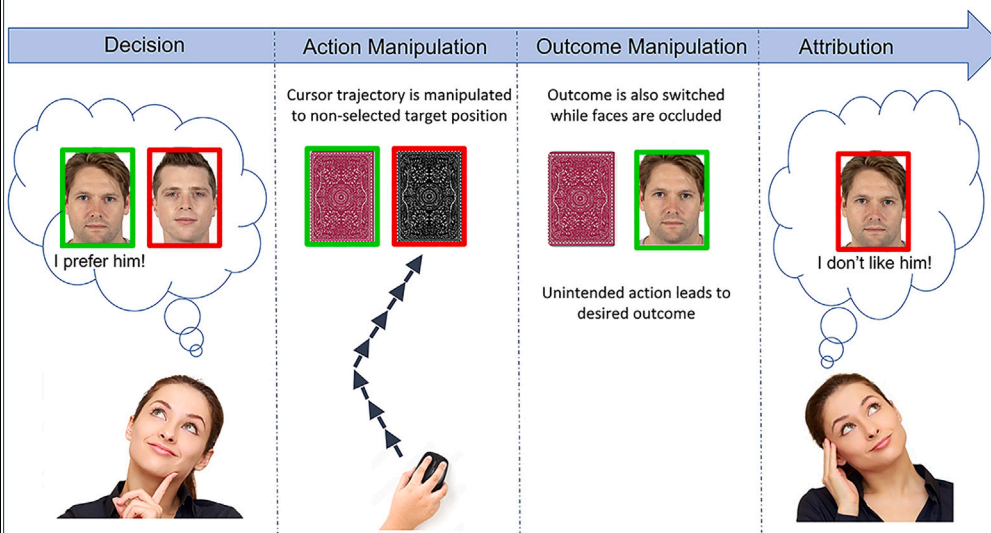 Decision
Action Manipulation
Outcome Manipulation
Attribution
I prefer him!
Cursor trajectory is manipulated
to non-selected target position
Outcome is also switched
while faces are occluded
Unintended action leads to
desired outcome
I don't like him!